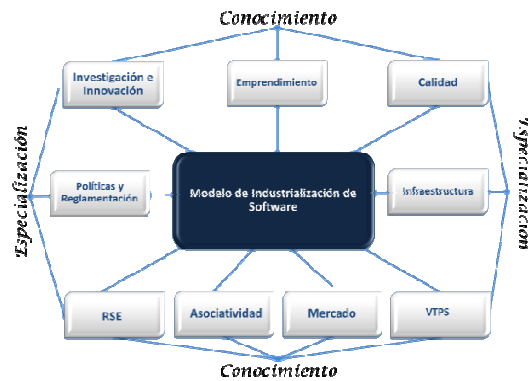 Conocimiento
Investigación e
Innovación
Emprendimiento
Calidad
Especialización
Políticas y
Reglamentación
Modelo de Industrialización de
Software
Infraestructura
Especialización
RSE
Asociatividad
Mercado
VTPS
Conocimiento